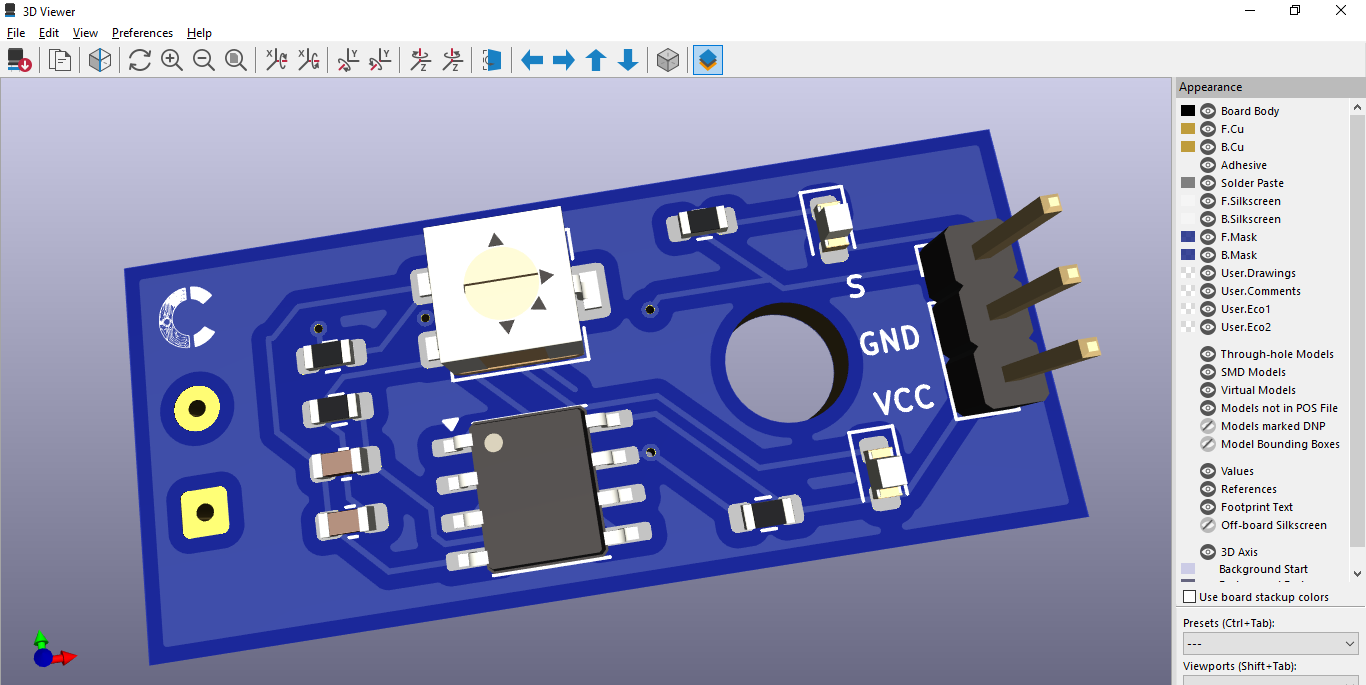 3D Viewer
File Edit View Preferences Help
X X Y Y Z Z
Appearance
Board Body
F.Cu
B.Cu
Adhesive
Solder Paste
F.Silkscreen
B.Silkscreen
F.Mask
B.Mask
User.Drawings
User.Comments
User.Eco1
User.Eco2
Through-hole Models
SMD Models
Virtual Models
Models not in POS File
Models marked DNP
Model Bounding Boxes
Values
References
Footprint Text
Off-board Silkscreen
3D Axis
Background Start
Use board stackup colors
Presets (Ctrl+Tab):
---
Viewports (Shift+Tab):
S
GND
VCC